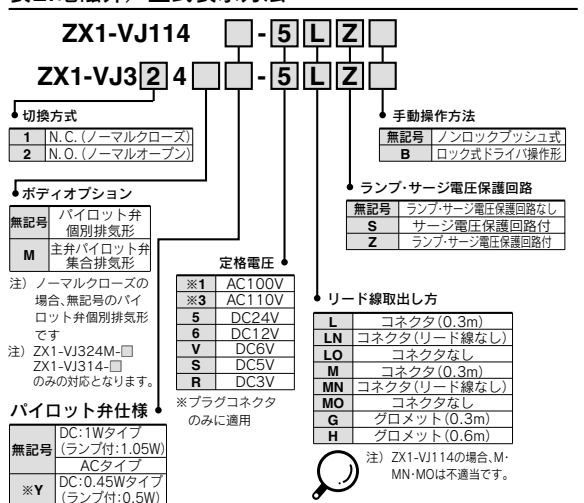 ZX1-VJ114 □-5LZ□
ZX1-VJ324□□-5LZ□
切換方式
1 N.C.(ノーマルクローズ)
2 N.O.(ノーマルオープン)
手動操作方法
無記号 ノンロックプッシュ式
B ロック式ドライバ操作形
ボディオプション
無記号 パイロット弁
個別排気形
M 主弁パイロット弁
集合排気形
注) ノーマルクローズの
場合、無記号のパイ
ロット弁個別排気形
です
注) ZX1-VJ324M-□
ZX1-VJ314-□
のみの対応となります。
ランプ・サージ電圧保護回路
無記号 ランプ・サージ電圧保護回路なし
S サージ電圧保護回路付
Z ランプ・サージ電圧保護回路付
定格電圧
※1 AC100V
※3 AC110V
5 DC24V
6 DC12V
V DC6V
S DC5V
R DC3V
※プラグコネクタ
のみに適用
リード線取出し方
L コネクタ(0.3m)
LN コネクタ(リード線なし)
LO コネクタなし
M コネクタ(0.3m)
MN コネクタ(リード線なし)
MO コネクタなし
G グロメット(0.3m)
H グロメット(0.6m)
注) ZX1-VJ114の場合、M・
MN・MOは不適当です。
パイロット弁仕様
無記号 DC:1Wタイプ
(ランプ付:1.05W)
ACタイプ
※Y DC:0.45Wタイプ
(ランプ付:0.5W)